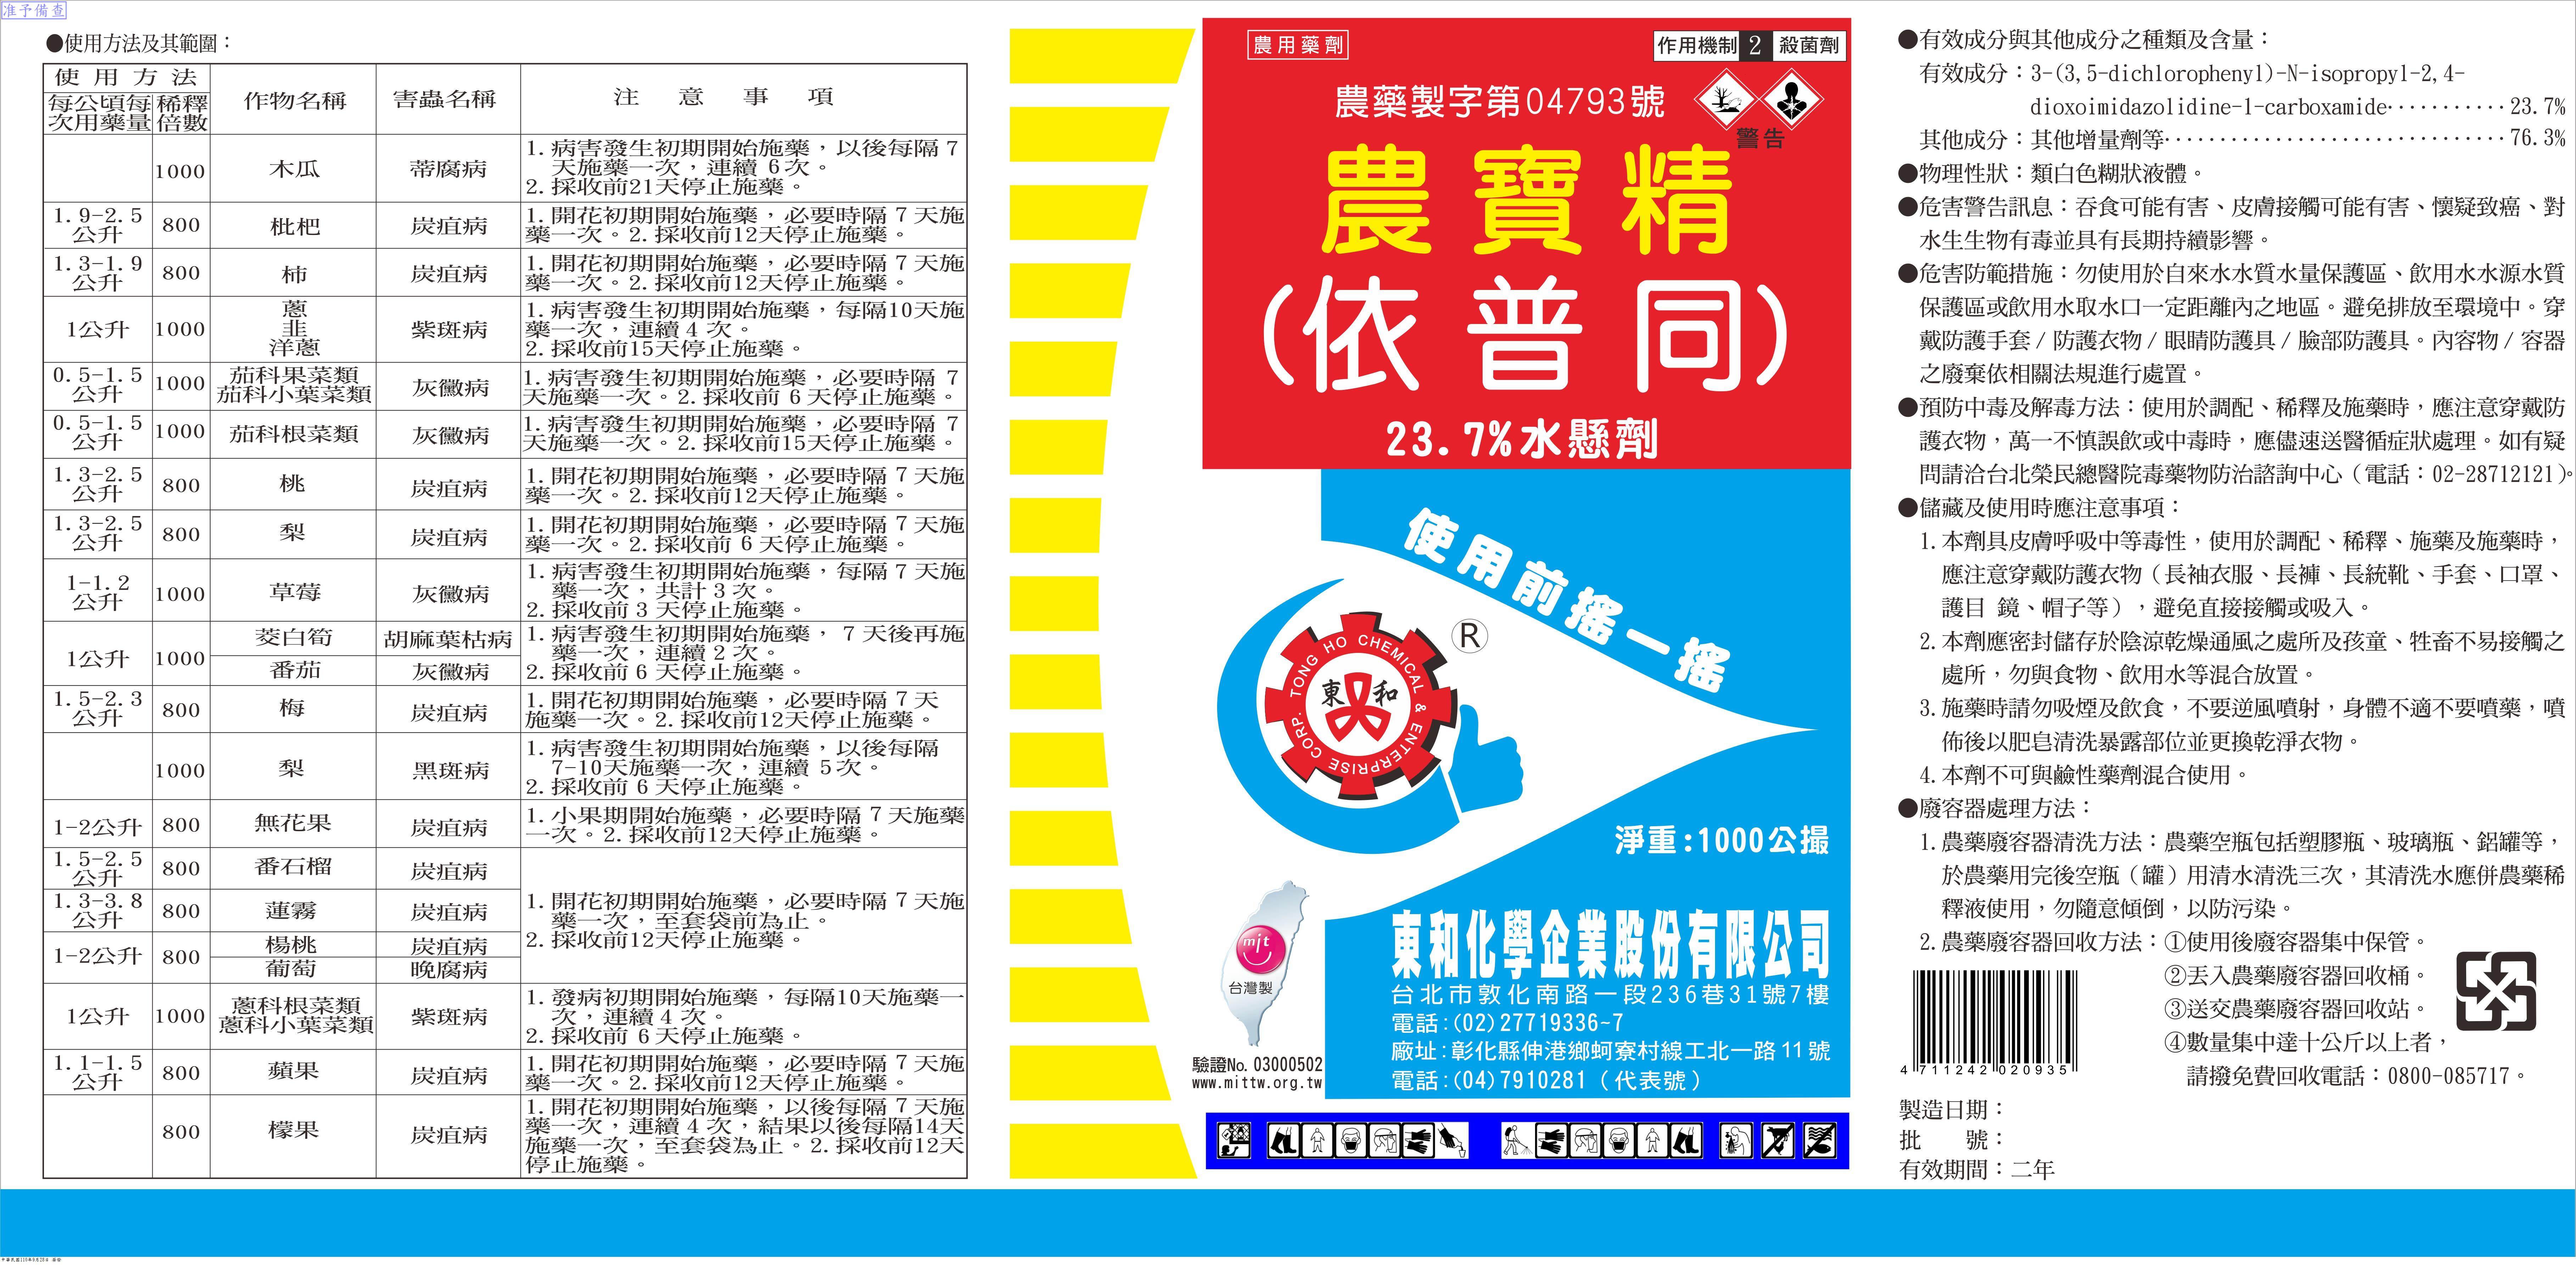 准予備查
●使用方法及其範圍：
使用方法
每公頃每次用藥量
稀釋倍數
作物名稱
害蟲名稱
注意事項
1000
木瓜
蒂腐病
1.病害發生初期開始施藥，以後每隔7
天施藥一次，連續6次。
2.採收前21天停止施藥。
1.9-2.5
公升
800
枇杷
炭疽病
1.開花初期開始施藥，必要時隔7天施
藥一次。2.採收前12天停止施藥。
1.3-1.9
公升
800
柿
炭疽病
1.開花初期開始施藥，必要時隔7天施
藥一次。2.採收前12天停止施藥。
1公升
1000
蔥
韭
洋蔥
紫斑病
1.病害發生初期開始施藥，每隔10天施
藥一次，連續4次。
2.採收前15天停止施藥。
0.5-1.5
公升
1000
茄科果菜類
茄科小葉菜類
灰黴病
1.病害發生初期開始施藥，必要時隔7
天施藥一次。2.採收前6天停止施藥。
0.5-1.5
公升
1000
茄科根菜類
灰黴病
1.病害發生初期開始施藥，必要時隔7
天施藥一次。2.採收前15天停止施藥。
1.3-2.5
公升
800
桃
炭疽病
1.開花初期開始施藥，必要時隔7天施
藥一次。2.採收前12天停止施藥。
1.3-2.5
公升
800
梨
炭疽病
1.開花初期開始施藥，必要時隔7天施
藥一次。2.採收前6天停止施藥。
1-1.2
公升
1000
草莓
灰黴病
1.病害發生初期開始施藥，每隔7天施
藥一次，共計3次。
2.採收前3天停止施藥。
1公升
1000
茭白筍
胡麻葉枯病
番茄
灰黴病
1.病害發生初期開始施藥，7天後再施
藥一次，連續2次。
2.採收前6天停止施藥。
1.5-2.3
公升
800
梅
炭疽病
1.開花初期開始施藥，必要時隔7天
施藥一次。2.採收前12天停止施藥。
1000
梨
黑斑病
1.病害發生初期開始施藥，以後每隔
7-10天施藥一次，連續5次。
2.採收前6天停止施藥。
1-2公升
800
無花果
炭疽病
1.小果期開始施藥，必要時隔7天施藥
一次。2.採收前12天停止施藥。
1.5-2.5
公升
800
番石榴
炭疽病
1.3-3.8
公升
800
蓮霧
炭疽病
1-2公升
800
楊桃
炭疽病
葡萄
晚腐病
1.開花初期開始施藥，必要時隔7天施
藥一次，至套袋前為止。
2.採收前12天停止施藥。
1公升
1000
蔥科根菜類
蔥科小葉菜類
紫斑病
1.發病初期開始施藥，每隔10天施藥一
次，連續4次。
2.採收前6天停止施藥。
1.1-1.5
公升
800
蘋果
炭疽病
1.開花初期開始施藥，必要時隔7天施
藥一次。2.採收前12天停止施藥。
800
檬果
炭疽病
1.開花初期開始施藥，以後每隔7天施
藥一次，連續4次，結果以後每隔14天
施藥一次，至套袋為止。2.採收前12天
停止施藥。
農用藥劑
作用機制 2 殺菌劑
農藥製字第04793號
警告
農寶精
(依普同)
23.7%水懸劑
使用前搖一搖
®
TONG HO CHEMICAL & ENTERPRISE CORP.
東和
淨重:1000公撮
mit
台灣製
驗證No. 03000502
www.mittw.org.tw
東和化學企業股份有限公司
台北市敦化南路一段236巷31號7樓
電話:(02)27719336~7
廠址:彰化縣伸港鄉蚵寮村線工北一路11號
電話:(04)7910281（代表號）
●有效成分與其他成分之種類及含量：
有效成分：3-(3,5-dichlorophenyl)-N-isopropyl-2,4-
dioxoimidazolidine-1-carboxamide···········23.7%
其他成分：其他增量劑等······························76.3%
●物理性狀：類白色糊狀液體。
●危害警告訊息：吞食可能有害、皮膚接觸可能有害、懷疑致癌、對
水生生物有毒並具有長期持續影響。
●危害防範措施：勿使用於自來水水質水量保護區、飲用水水源水質
保護區或飲用水取水口一定距離內之地區。避免排放至環境中。穿
戴防護手套/防護衣物/眼睛防護具/臉部防護具。內容物/容器
之廢棄依相關法規進行處置。
●預防中毒及解毒方法：使用於調配、稀釋及施藥時，應注意穿戴防
護衣物，萬一不慎誤飲或中毒時，應儘速送醫循症狀處理。如有疑
問請洽台北榮民總醫院毒藥物防治諮詢中心（電話：02-28712121）。
●儲藏及使用時應注意事項：
1.本劑具皮膚呼吸中等毒性，使用於調配、稀釋、施藥及施藥時，
應注意穿戴防護衣物（長袖衣服、長褲、長統靴、手套、口罩、
護目 鏡、帽子等），避免直接接觸或吸入。
2.本劑應密封儲存於陰涼乾燥通風之處所及孩童、牲畜不易接觸之
處所，勿與食物、飲用水等混合放置。
3.施藥時請勿吸煙及飲食，不要逆風噴射，身體不適不要噴藥，噴
佈後以肥皂清洗暴露部位並更換乾淨衣物。
4.本劑不可與鹼性藥劑混合使用。
●廢容器處理方法：
1.農藥廢容器清洗方法：農藥空瓶包括塑膠瓶、玻璃瓶、鋁罐等，
於農藥用完後空瓶（罐）用清水清洗三次，其清洗水應併農藥稀
釋液使用，勿隨意傾倒，以防污染。
2.農藥廢容器回收方法：①使用後廢容器集中保管。
②丟入農藥廢容器回收桶。
③送交農藥廢容器回收站。
④數量集中達十公斤以上者，
請撥免費回收電話：0800-085717。
4 711242 020935
製造日期：
批　號：
有效期間：二年